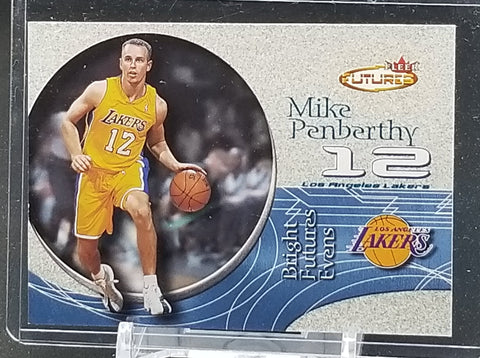 FLEER
FUTURES
Mike
Penberthy
12
Los Angeles Lakers
LAKERS
12
Bright
Futures
Evens
LOS ANGELES
LAKERS